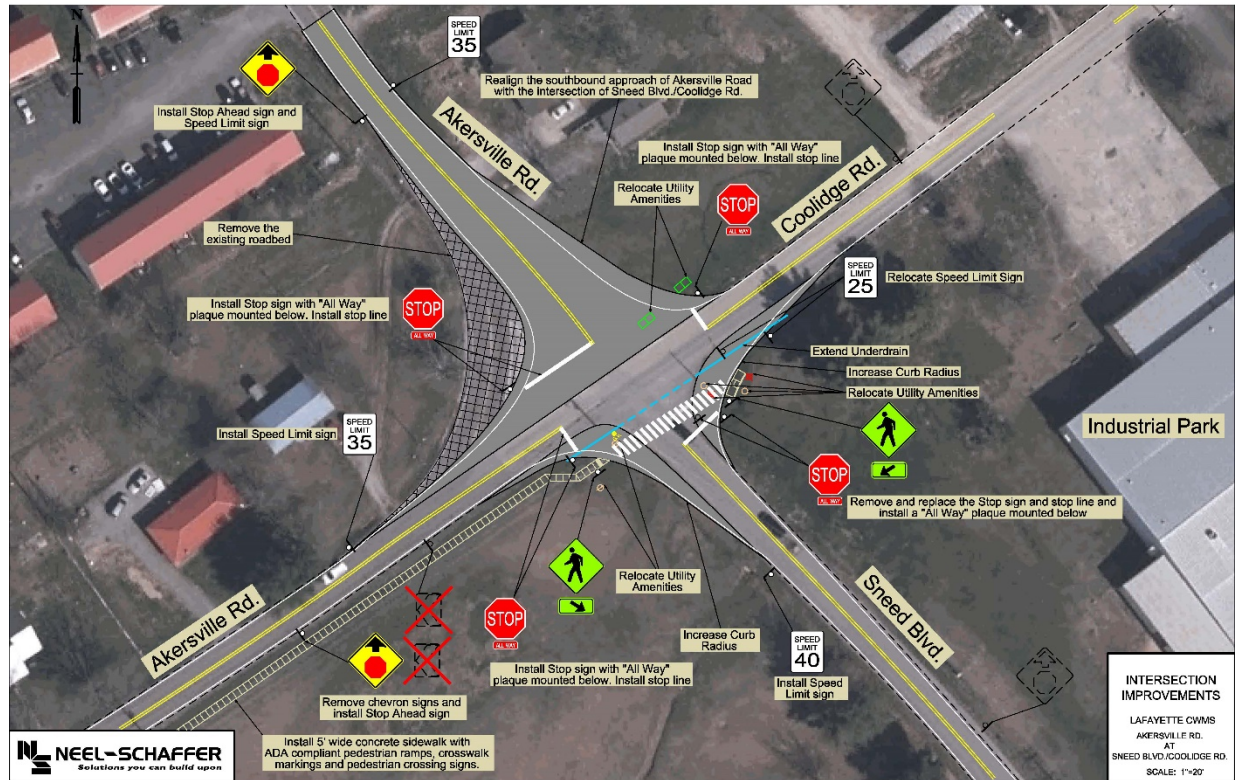 N
SPEED
LIMIT
35
Install Stop Ahead sign and
Speed Limit sign
Akersville Rd.
Realign the southbound approach of Akersville Road
with the Intersection of Sneed Blvd./Coolidge Rd.
Install Stop sign with "All Way"
plaque mounted below. Install stop line
Relocate Utility
Amenities
STOP
ALL WAY
Coolidge Rd.
Remove the
existing roadbed
SPEED
LIMIT
25
Relocate Speed Limit Sign
Install Stop sign with "All Way"
plaque mounted below. Install stop line
STOP
ALL WAY
Extend Underdrain
Increase Curb Radius
Relocate Utility Amenities
Install Speed Limit sign
SPEED
LIMIT
35
Industrial Park
STOP
ALL WAY
Remove and replace the Stop sign and stop line and
install a "All Way" plaque mounted below
Relocate Utility
Amenities
Akersville Rd.
STOP
ALL WAY
Increase Curb
Radius
Sneed Blvd.
SPEED
LIMIT
40
Install Speed
Limit sign
Install Stop sign with "All Way"
plaque mounted below. Install stop line
Remove chevron signs and
install Stop Ahead sign
Install 5' wide concrete sidewalk with
ADA compliant pedestrian ramps, crosswalk
markings and pedestrian crossing signs.
NS NEEL-SCHAFFER
Solutions you can build upon
INTERSECTION
IMPROVEMENTS
LAFAYETTE CWMS
AKERSVILLE RD.
AT
SNEED BLVD./COOLIDGE RD.
SCALE: 1"=20'